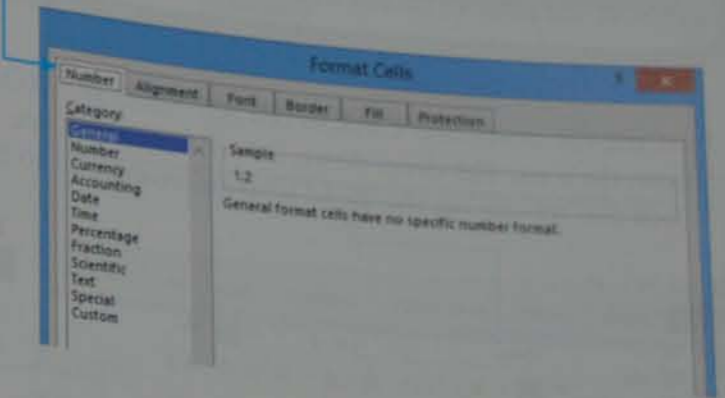 Format Cells
?
Number Alignment Font Border Fill Protection
Category
General
Number
Currency
Accounting
Date
Time
Percentage
Fraction
Scientific
Text
Special
Custom
Sample
1.2
General format cells have no specific number format.